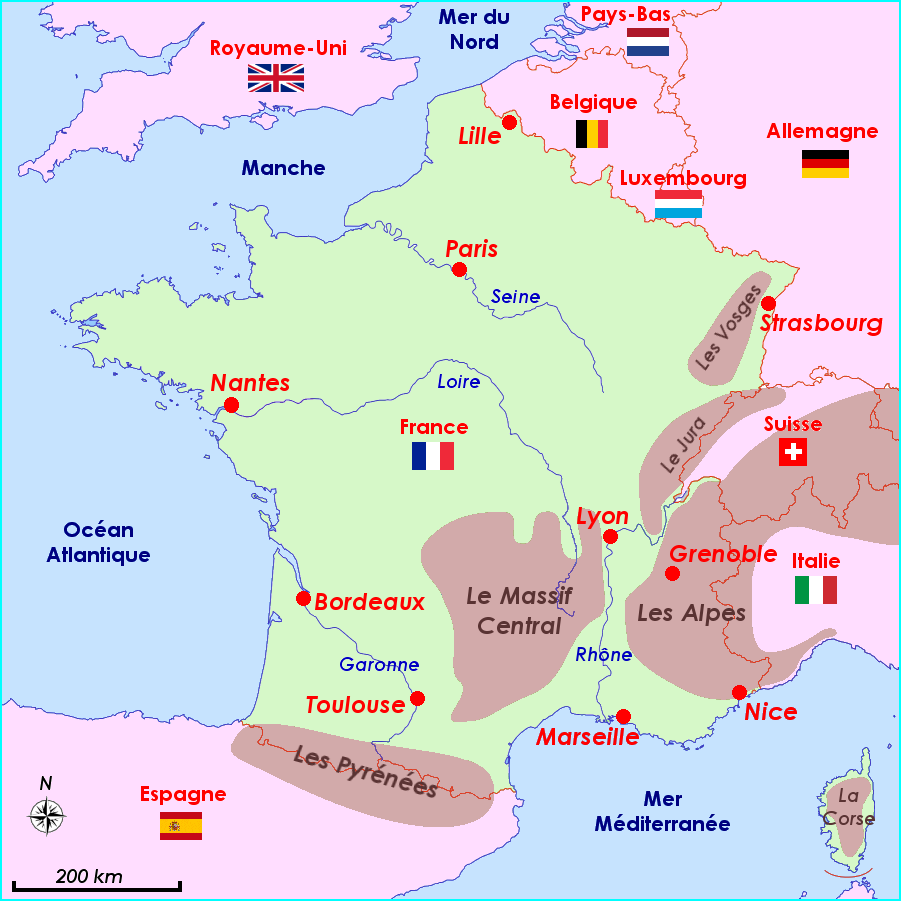 Mer du
Nord
Pays-Bas
Royaume-Uni
Belgique
Lille
Allemagne
Manche
Luxembourg
Paris
Seine
Les Vosges
Strasbourg
Nantes
Loire
France
Le Jura
Suisse
Océan
Atlantique
Lyon
Grenoble
Italie
Bordeaux
Le Massif
Central
Les Alpes
Garonne
Rhône
Toulouse
Nice
Marseille
Les Pyrénées
N
Espagne
Mer
Méditerranée
La
Corse
200 km